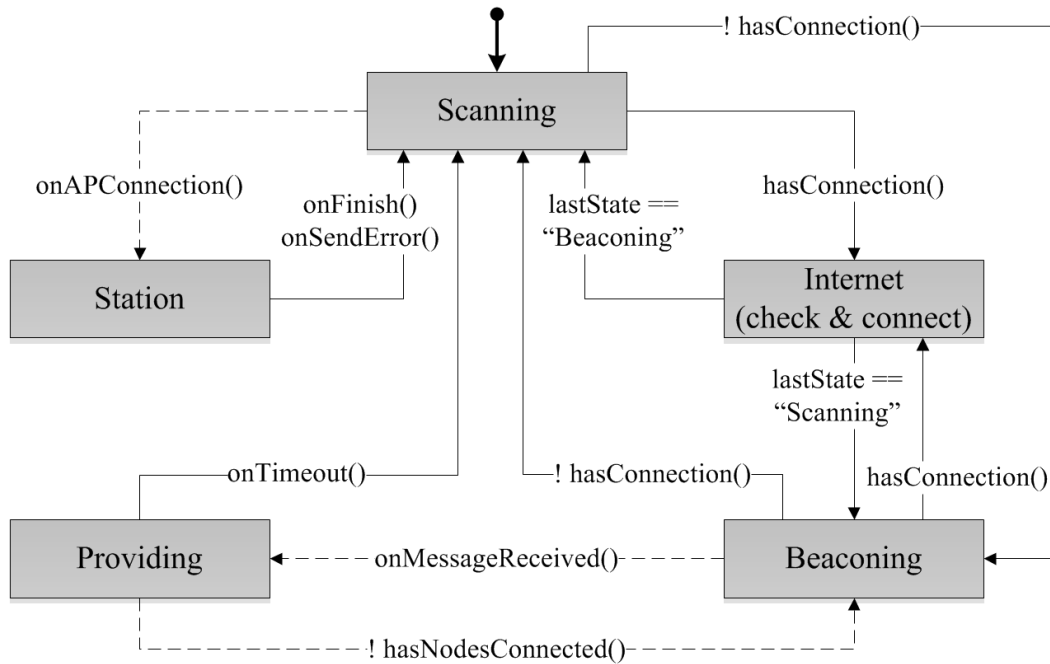 ! hasConnection()
Scanning
onAPConnection()
onFinish()
onSendError()
lastState ==
“Beaconing”
hasConnection()
Station
Internet
(check & connect)
lastState ==
“Scanning”
onTimeout()
! hasConnection()
hasConnection()
Providing
onMessageReceived()
Beaconing
! hasNodesConnected()